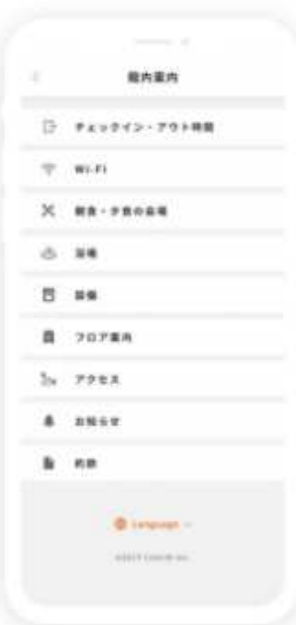 館内案内
チェックイン・アウト時間
Wi-Fi
朝食・夕食の会場
浴場
設備
フロア案内
アクセス
お知らせ
約款
Language